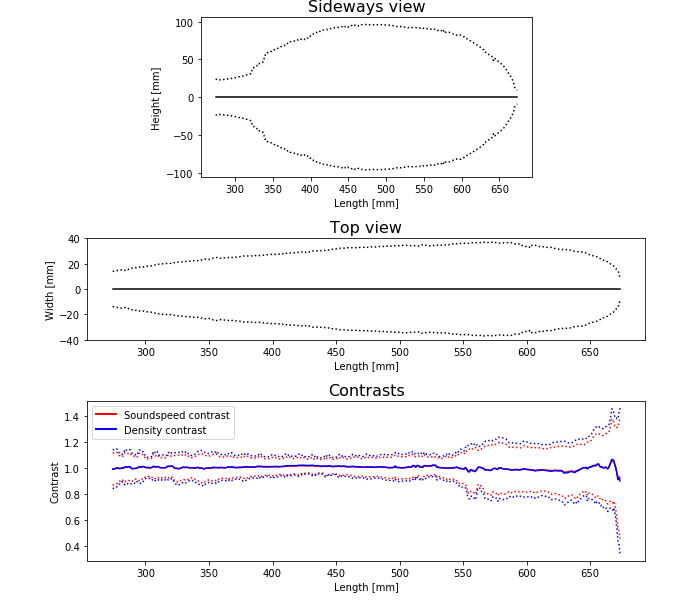 Sideways view
100
50
0
−50
−100
Height [mm]
300 350 400 450 500 550 600 650
Length [mm]
Top view
40
20
0
−20
−40
Width [mm]
300 350 400 450 500 550 600 650
Length [mm]
Contrasts
1.4
1.2
1.0
0.8
0.6
0.4
Contrast
Soundspeed contrast
Density contrast
300 350 400 450 500 550 600 650
Length [mm]